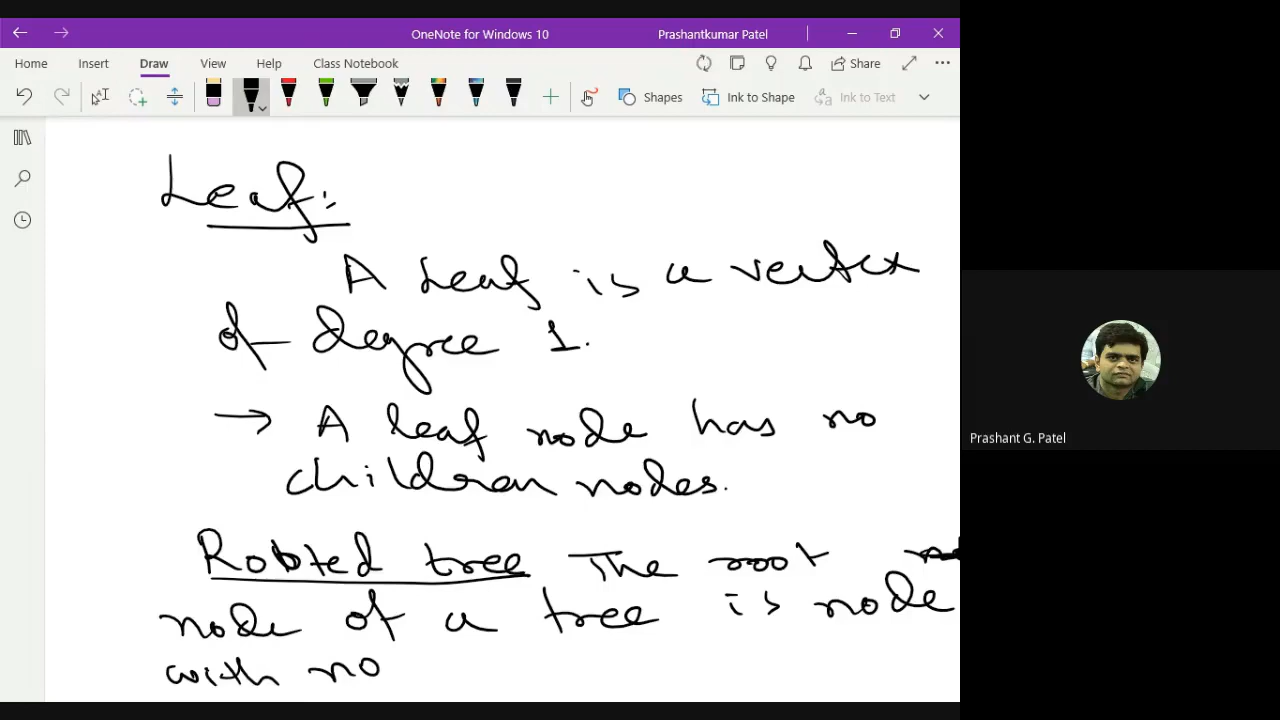 OneNote for Windows 10
Prashantkumar Patel
Home Insert Draw View Help Class Notebook
Share
Shapes Ink to Shape Ink to Text
Leaf:
A Leaf is a vertex
of degree 1.
→ A leaf node has no
children nodes.
Rooted tree The root
node of a tree is node
with no
Prashant G. Patel